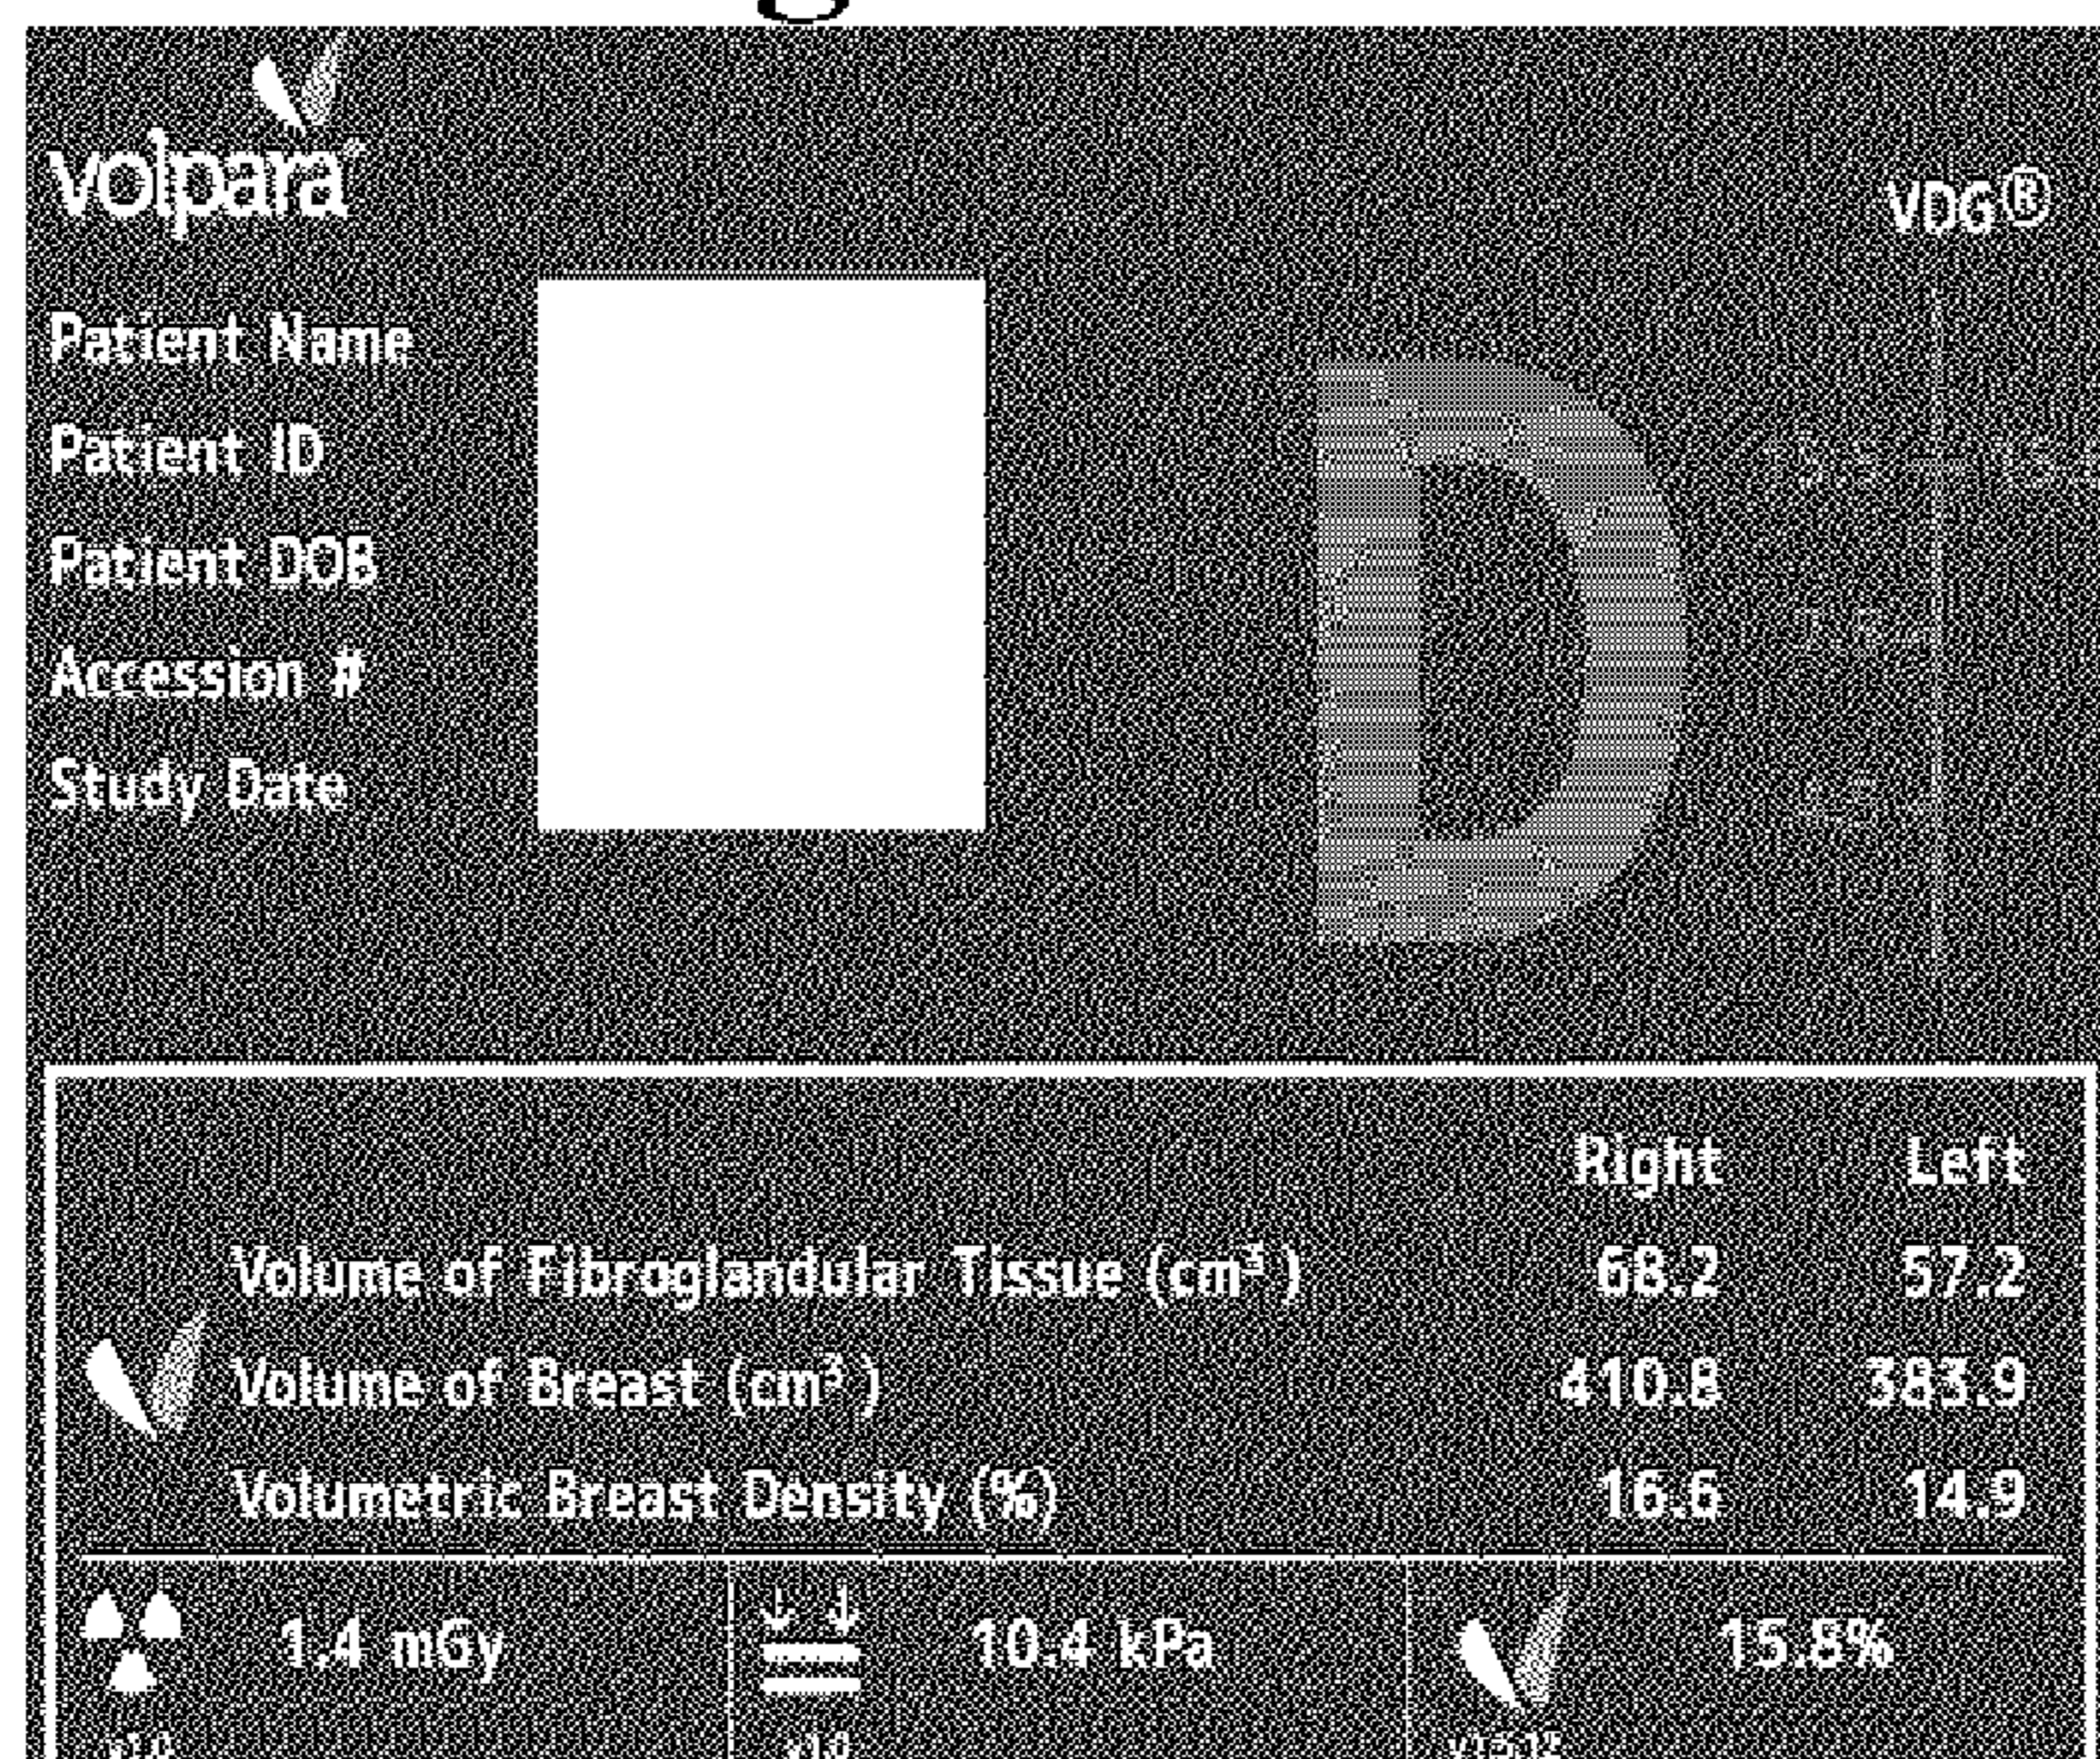 volpara®
VDG®
Patient Name
Patient ID
Patient DOB
Accession #
Study Date
D
Right Left
Volume of Fibroglandular Tissue (cm³) 68.2 57.2
Volume of Breast (cm³) 410.8 383.9
Volumetric Breast Density (%) 16.6 14.9
1.4 mGy 10.4 kPa 15.8%